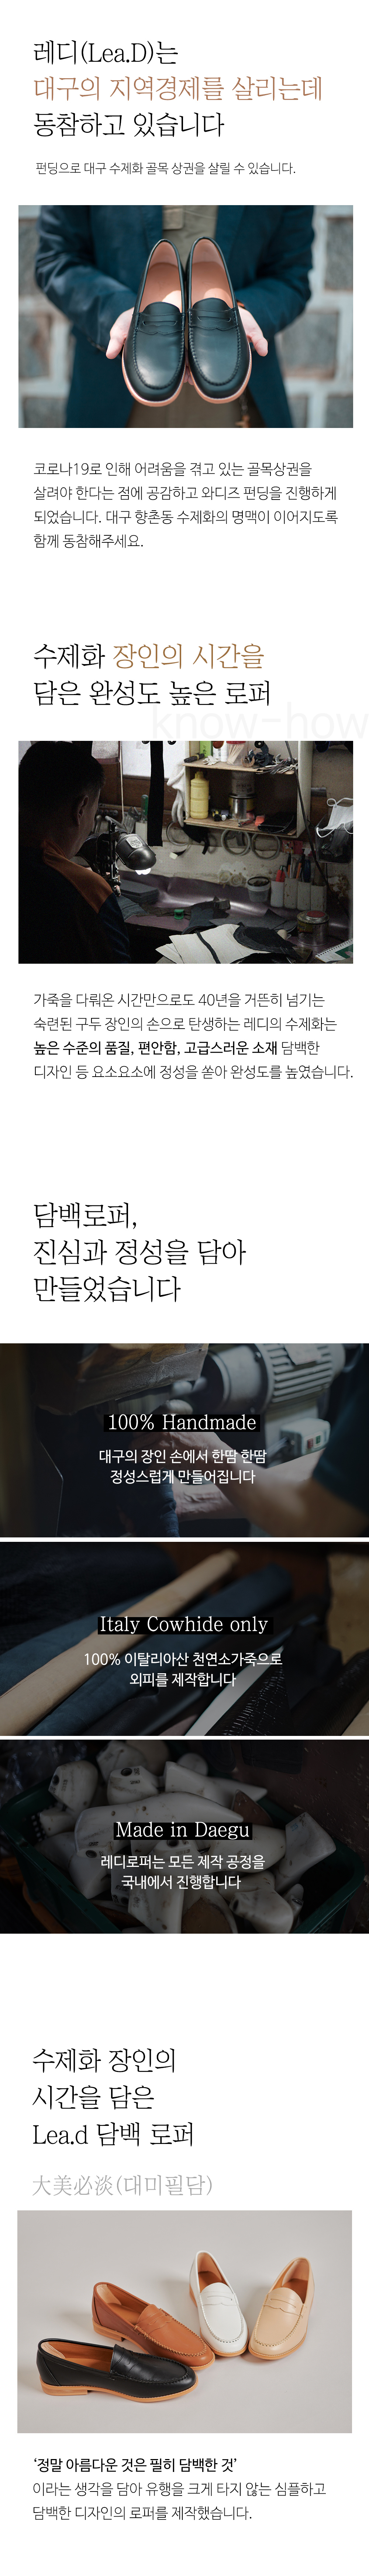 레디(Lea.D)는
대구의 지역경제를 살리는데
동참하고 있습니다
펀딩으로 대구 수제화 골목 상권을 살릴 수 있습니다.
코로나19로 인해 어려움을 겪고 있는 골목상권을
살려야 한다는 점에 공감하고 와디즈 펀딩을 진행하게
되었습니다. 대구 향촌동 수제화의 명맥이 이어지도록
함께 동참해주세요.
수제화 장인의 시간을
담은 완성도 높은 로퍼
know-how
가죽을 다뤄온 시간만으로도 40년을 거뜬히 넘기는
숙련된 구두 장인의 손으로 탄생하는 레디의 수제화는
높은 수준의 품질, 편안함, 고급스러운 소재 담백한
디자인 등 요소요소에 정성을 쏟아 완성도를 높였습니다.
담백로퍼,
진심과 정성을 담아
만들었습니다
100% Handmade
대구의 장인 손에서 한땀 한땀
정성스럽게 만들어집니다
Italy Cowhide only
100% 이탈리아산 천연소가죽으로
외피를 제작합니다
Made in Daegu
레디로퍼는 모든 제작 공정을
국내에서 진행합니다
수제화 장인의
시간을 담은
Lea.d 담백 로퍼
大美必淡(대미필담)
‘정말 아름다운 것은 필히 담백한 것’
이라는 생각을 담아 유행을 크게 타지 않는 심플하고
담백한 디자인의 로퍼를 제작했습니다.